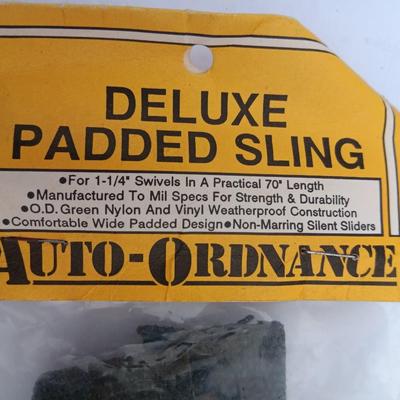 DELUXE
PADDED SLING
●For 1-1/4" Swivels In A Practical 70" Length
●Manufactured To Mil Specs For Strength & Durability
●O.D. Green Nylon And Vinyl Weatherproof Construction
●Comfortable Wide Padded Design●Non-Marring Silent Sliders
AUTO-ORDNANCE